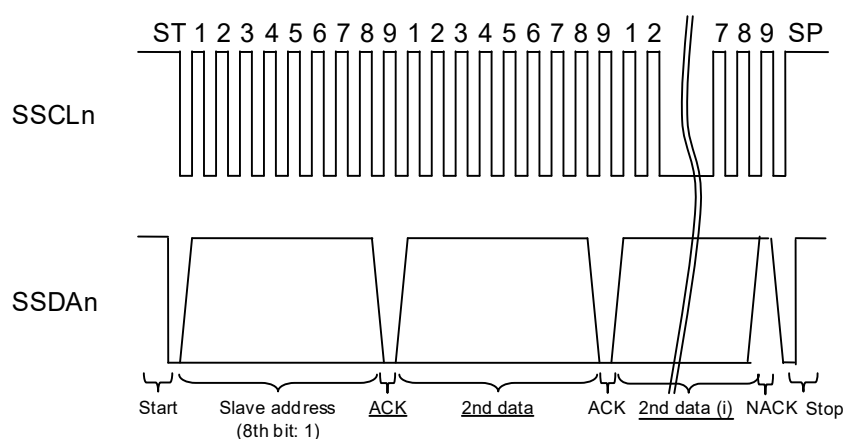 ST 1 2 3 4 5 6 7 8 9 1 2 3 4 5 6 7 8 9 1 2 7 8 9 SP
SSCLn
SSDAn
Start Slave address ACK 2nd data ACK 2nd data (i) NACK Stop
(8th bit: 1)